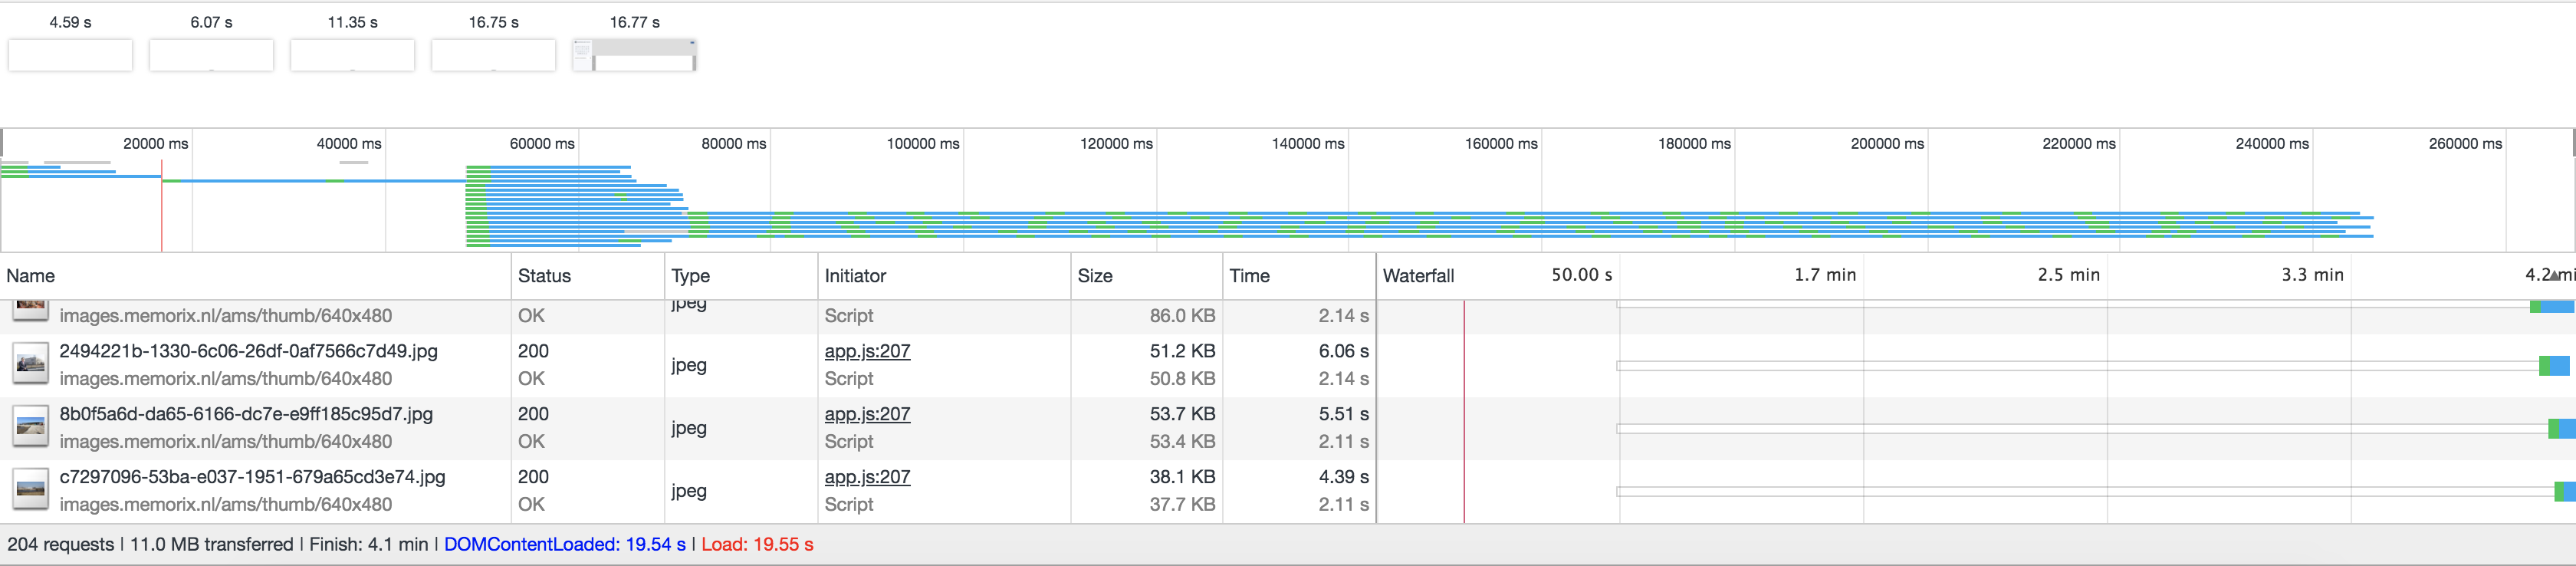 4.59 s 6.07 s 11.35 s 16.75 s 16.77 s
20000 ms 40000 ms 60000 ms 80000 ms 100000 ms 120000 ms 140000 ms 160000 ms 180000 ms 200000 ms 220000 ms 240000 ms 260000 ms
Name Status Type Initiator Size Time Waterfall 50.00 s 1.7 min 2.5 min 3.3 min 4.2 mi
jpeg
images.memorix.nl/ams/thumb/640x480 OK Script 86.0 KB 2.14 s
2494221b-1330-6c06-26df-0af7566c7d49.jpg 200 app.js:207 51.2 KB 6.06 s
jpeg
images.memorix.nl/ams/thumb/640x480 OK Script 50.8 KB 2.14 s
8b0f5a6d-da65-6166-dc7e-e9ff185c95d7.jpg 200 app.js:207 53.7 KB 5.51 s
jpeg
images.memorix.nl/ams/thumb/640x480 OK Script 53.4 KB 2.11 s
c7297096-53ba-e037-1951-679a65cd3e74.jpg 200 app.js:207 38.1 KB 4.39 s
jpeg
images.memorix.nl/ams/thumb/640x480 OK Script 37.7 KB 2.11 s
204 requests | 11.0 MB transferred | Finish: 4.1 min | DOMContentLoaded: 19.54 s | Load: 19.55 s